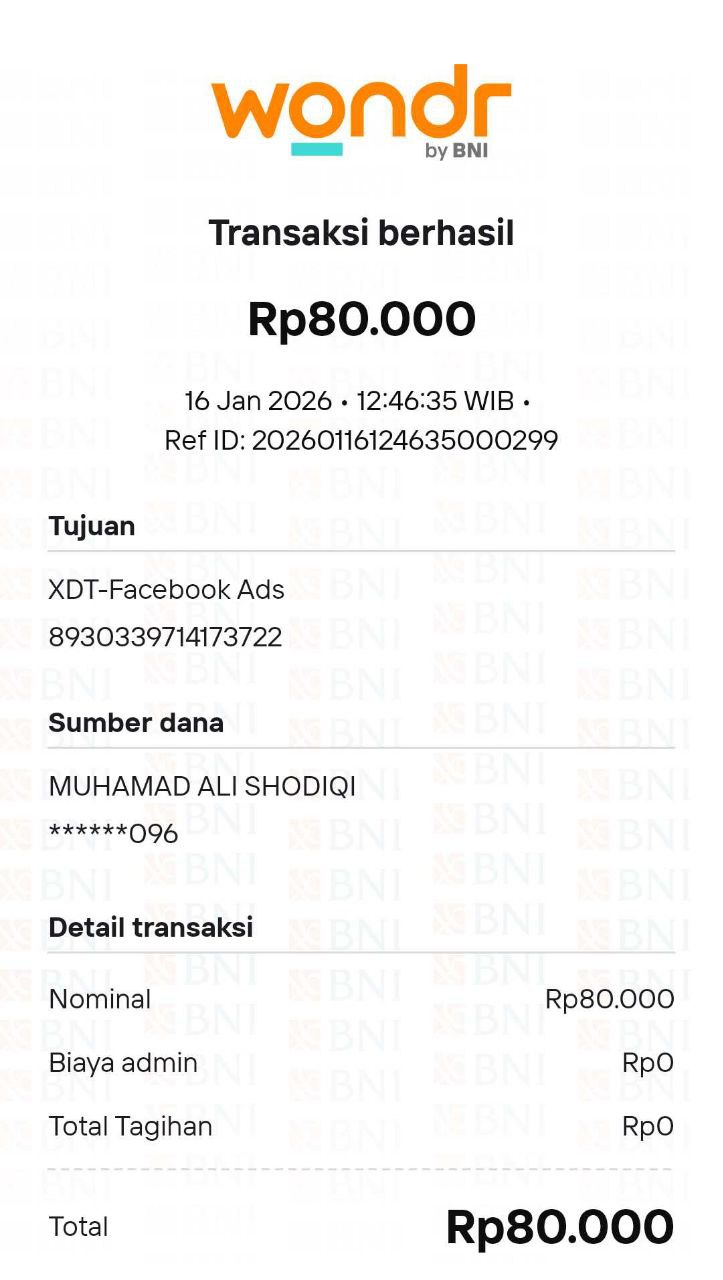 wondr
by BNI
Transaksi berhasil
Rp80.000
16 Jan 2026 • 12:46:35 WIB •
Ref ID: 20260116124635000299
Tujuan
XDT-Facebook Ads
8930339714173722
Sumber dana
MUHAMAD ALI SHODIQI
******096
Detail transaksi
Nominal Rp80.000
Biaya admin Rp0
Total Tagihan Rp0
Total Rp80.000